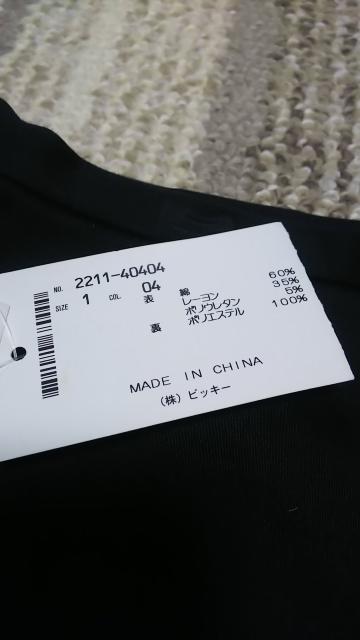 NO. 2211-40404
SIZE 1 COL. 04
表 綿 60%
レーヨン 35%
ポリウレタン 5%
裏 ポリエステル 100%
MADE IN CHINA
(株) ビッキー